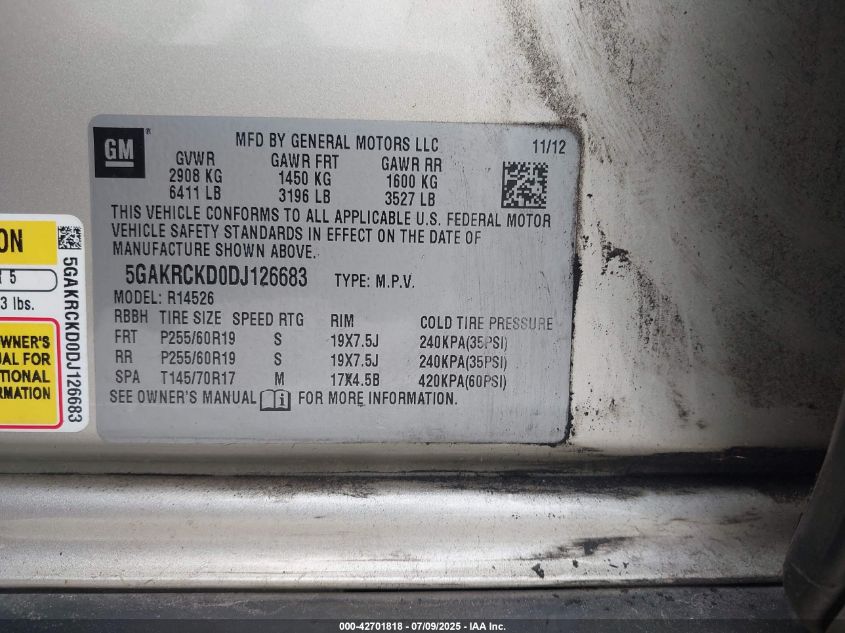 GM
MFD BY GENERAL MOTORS LLC 11/12
GVWR GAWR FRT GAWR RR
2908 KG 1450 KG 1600 KG
6411 LB 3196 LB 3527 LB
THIS VEHICLE CONFORMS TO ALL APPLICABLE U.S. FEDERAL MOTOR
VEHICLE SAFETY STANDARDS IN EFFECT ON THE DATE OF
MANUFACTURE SHOWN ABOVE.
5GAKRCKD0DJ126683 TYPE: M.P.V.
MODEL: R14526
RBBH TIRE SIZE SPEED RTG RIM COLD TIRE PRESSURE
FRT P255/60R19 S 19X7.5J 240KPA(35PSI)
RR P255/60R19 S 19X7.5J 240KPA(35PSI)
SPA T145/70R17 M 17X4.5B 420KPA(60PSI)
SEE OWNER'S MANUAL FOR MORE INFORMATION.
ON
5
3 lbs.
OWNER'S
UAL FOR
TIONAL
RMATION
5GAKRCKD0DJ126683
000-42701818 / 07/09/2025 - IAA Inc.